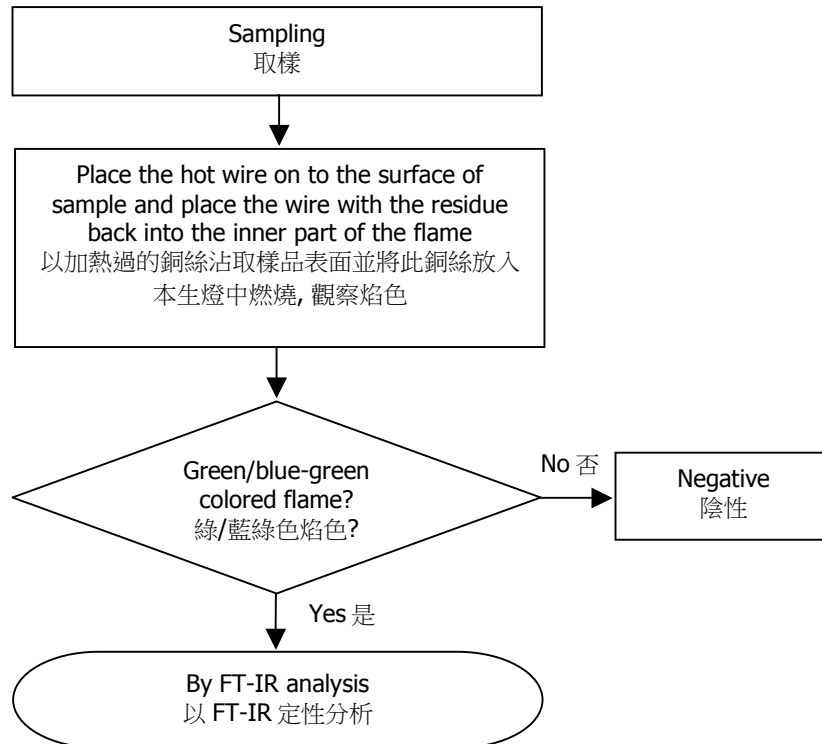 Sampling
取樣
Place the hot wire on to the surface of
sample and place the wire with the residue
back into the inner part of the flame
以加熱過的銅絲沾取樣品表面並將此銅絲放入
本生燈中燃燒, 觀察焰色
Green/blue-green
colored flame?
綠/藍綠色焰色?
No 否
Negative
陰性
Yes 是
By FT-IR analysis
以 FT-IR 定性分析